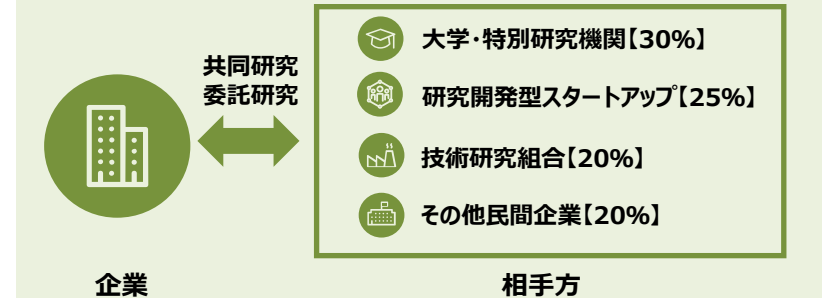 共同研究
委託研究
大学・特別研究機関【30%】
研究開発型スタートアップ【25%】
技術研究組合【20%】
その他民間企業【20%】
企業
相手方